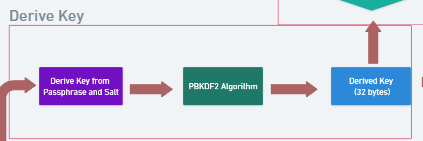 Derive Key
Derive Key from
Passphrase and Salt
PBKDF2 Algorithm
Derived Key
(32 bytes)